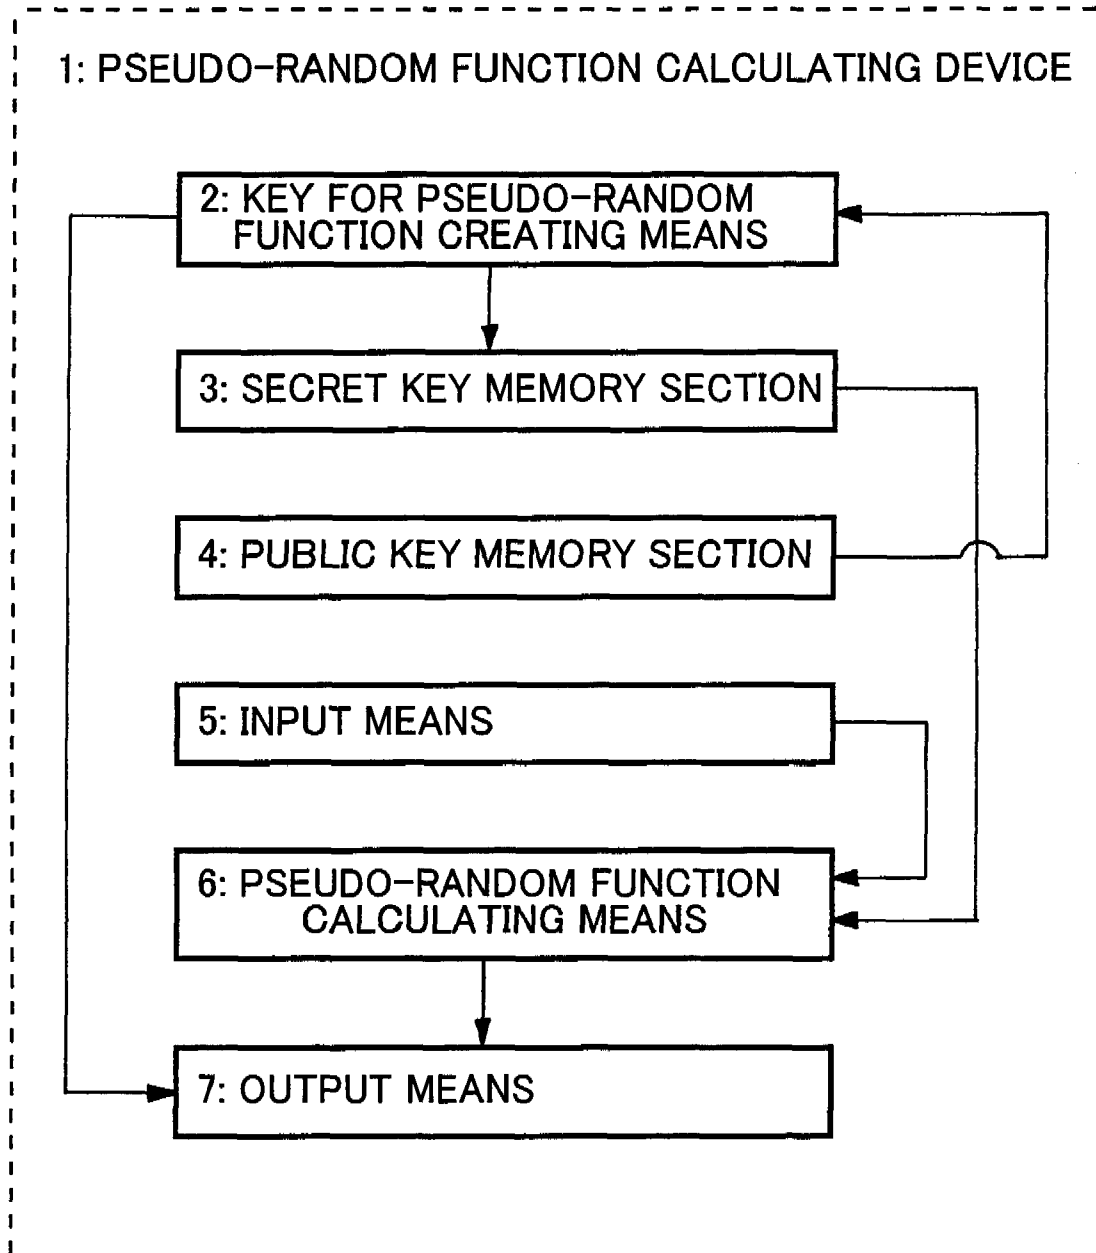 1: PSEUDO-RANDOM FUNCTION CALCULATING DEVICE
2: KEY FOR PSEUDO-RANDOM
FUNCTION CREATING MEANS
3: SECRET KEY MEMORY SECTION
4: PUBLIC KEY MEMORY SECTION
5: INPUT MEANS
6: PSEUDO-RANDOM FUNCTION
CALCULATING MEANS
7: OUTPUT MEANS